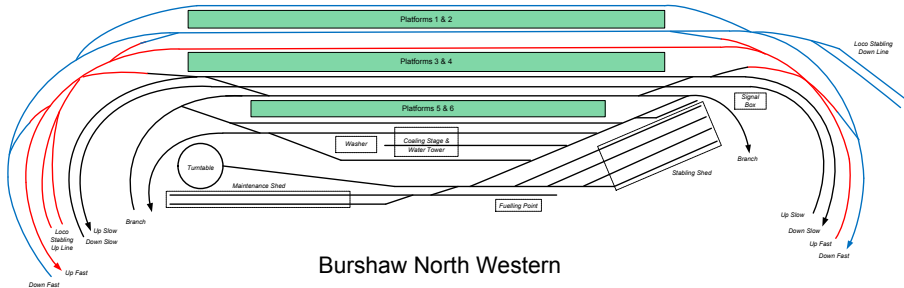 Platforms 1 & 2
Platforms 3 & 4
Loco Stabling
Down Line
Platforms 5 & 6
Signal
Box
Washer
Coaling Stage &
Water Tower
Branch
Turntable
Stabling Shed
Maintenance Shed
Fuelling Point
Branch
Loco
Stabling
Up Line
Up Slow
Down Slow
Up Fast
Down Fast
Up Slow
Down Slow
Up Fast
Down Fast
Burshaw North Western